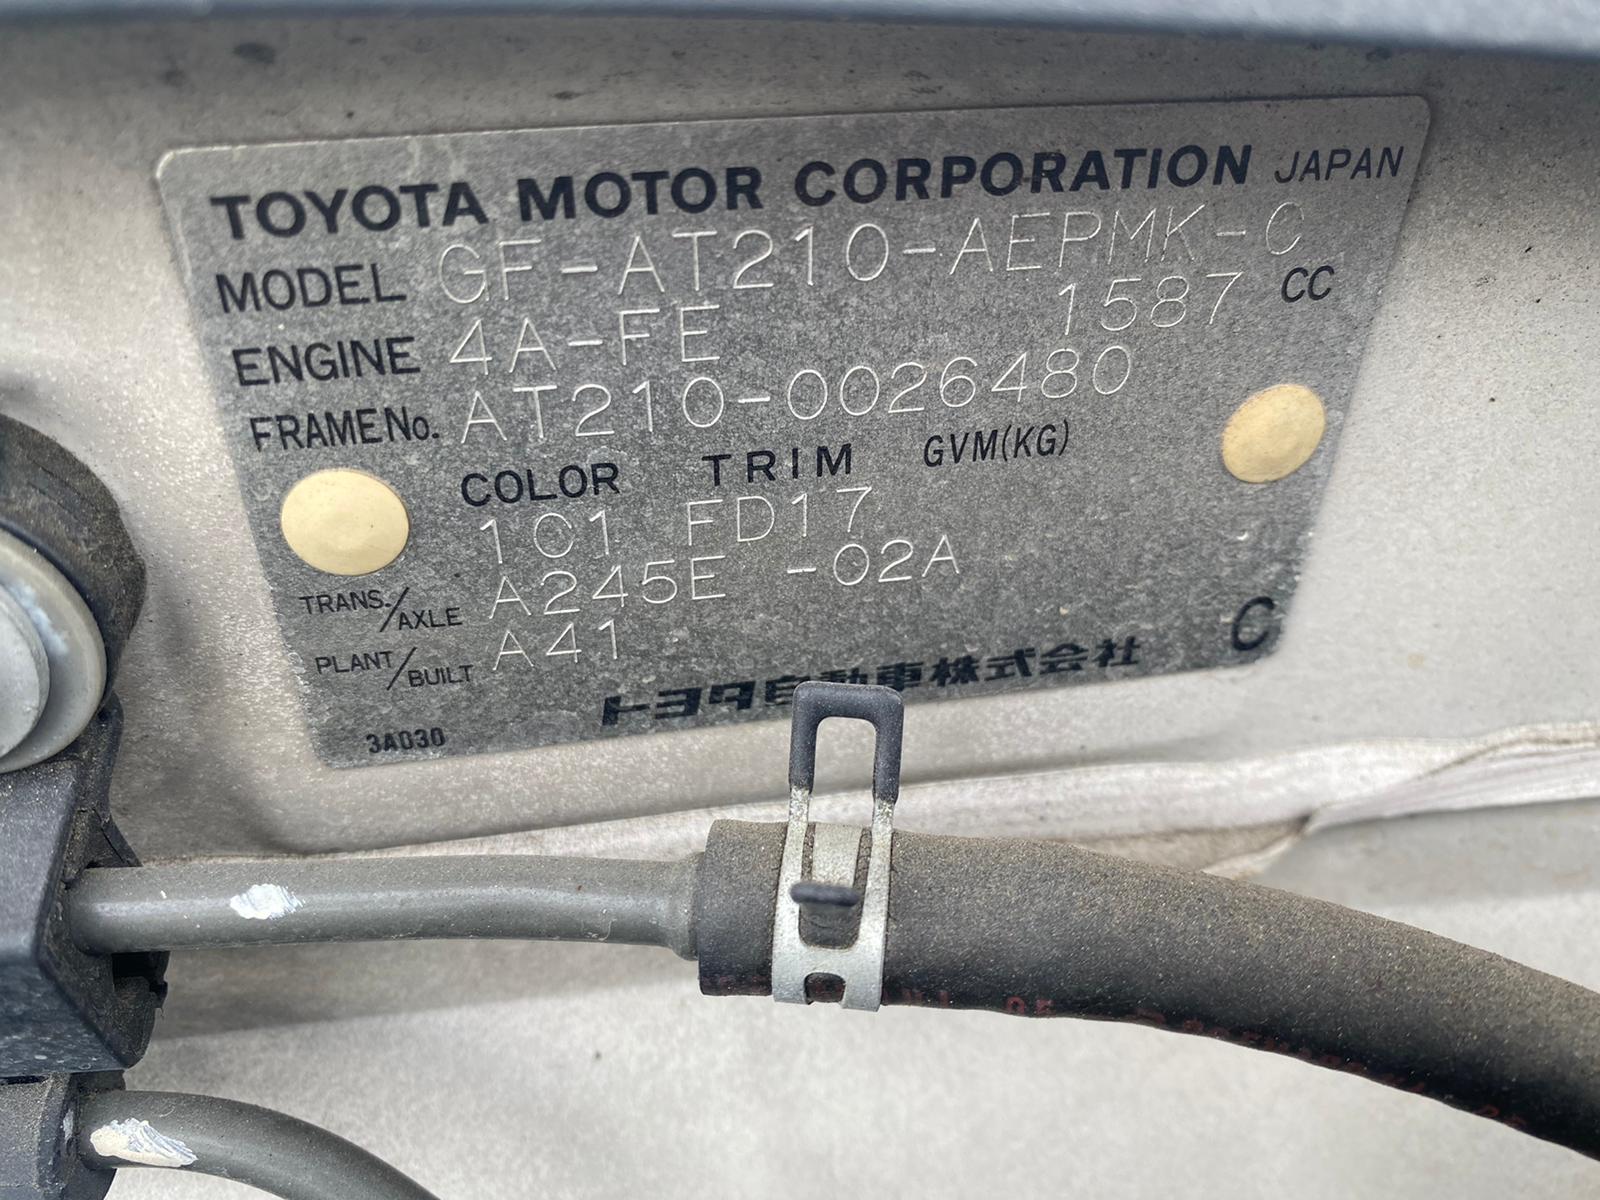 TOYOTA MOTOR CORPORATION JAPAN
MODEL GF-AT210-AEPMK-C
ENGINE 4A-FE 1587 CC
FRAME No. AT210-0026480
COLOR TRIM GVM(KG)
1C1 FD17
TRANS./AXLE A245E -02A
PLANT/BUILT A41
トヨタ自動車株式会社 C
3A030